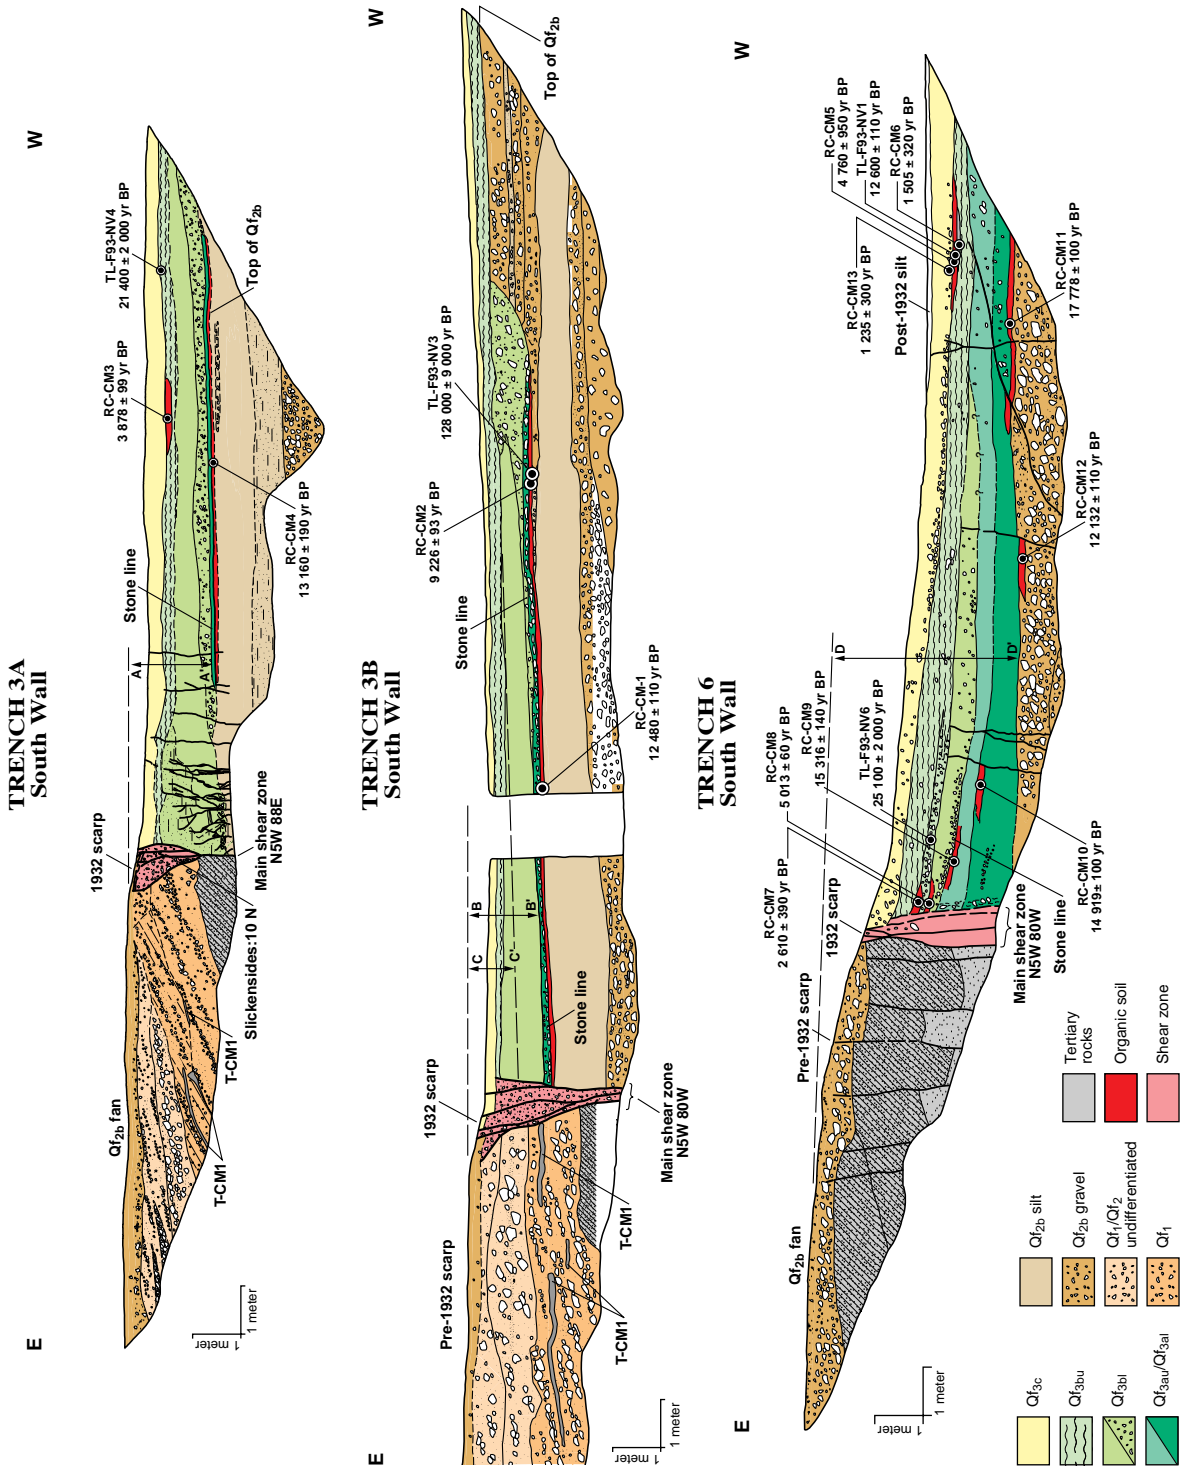 TRENCH 3A
South Wall
E
W
Qf2b fan
1932 scarp
A
A'
Stone line
RC-CM3
3 878 ± 99 yr BP
TL-F93-NV4
21 400 ± 2 000 yr BP
Top of Qf2b
RC-CM4
13 160 ± 190 yr BP
Main shear zone
N5W 88E
Slickensides:10 N
T-CM1
T-CM1
1 meter
1 meter
TRENCH 3B
South Wall
E
W
Pre-1932 scarp
1932 scarp
C
C'
B
B'
Stone line
Stone line
RC-CM2
9 226 ± 93 yr BP
TL-F93-NV3
128 000 ± 9 000 yr BP
Top of Qf2b
RC-CM-1
12 480 ± 110 yr BP
Main shear zone
N5W 80W
T-CM1
T-CM1
1 meter
1 meter
TRENCH 6
South Wall
E
W
Qf2b fan
Pre-1932 scarp
1932 scarp
RC-CM7
2 610 ± 390 yr BP
RC-CM8
5 013 ± 60 yr BP
RC-CM9
15 316 ± 140 yr BP
TL-F93-NV6
25 100 ± 2 000 yr BP
D
D'
Post-1932 silt
RC-CM13
1 235 ± 300 yr BP
RC-CM5
4 760 ± 950 yr BP
TL-F93-NV1
12 600 ± 110 yr BP
RC-CM6
1 505 ± 320 yr BP
RC-CM11
17 778 ± 100 yr BP
RC-CM12
12 132 ± 110 yr BP
RC-CM10
14 919± 100 yr BP
Stone line
Main shear zone
N5W 80W
? ? ?
1 meter
1 meter
Qf3c
Qf3bu
Qf3bl
Qf3au/Qf3al
Qf2b silt
Qf2b gravel
Qf1/Qf2
undifferentiated
Qf1
Tertiary
rocks
Organic soil
Shear zone